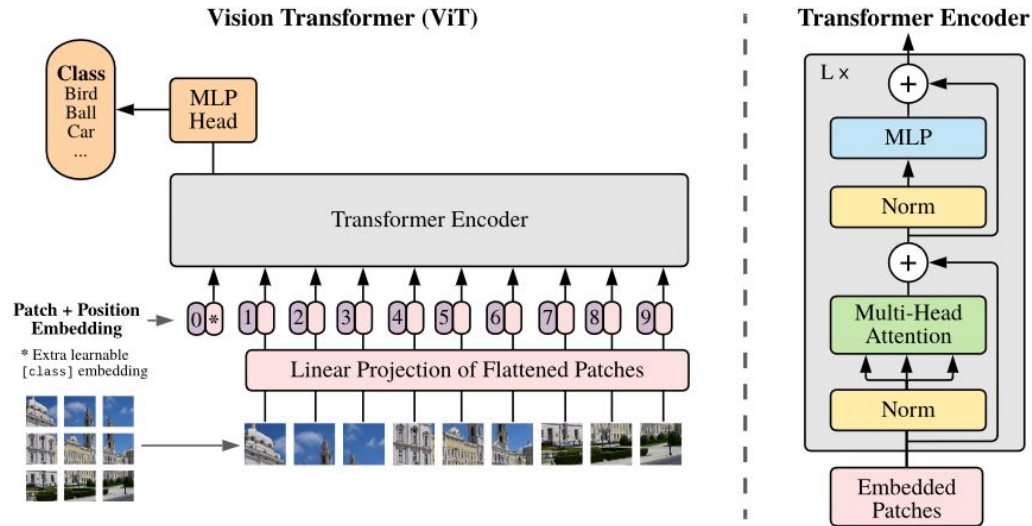 Vision Transformer (ViT)
Class
Bird
Ball
Car
...
MLP
Head
Transformer Encoder
Patch + Position
Embedding
0 * 1 2 3 4 5 6 7 8 9
* Extra learnable
[class] embedding
Linear Projection of Flattened Patches
Transformer Encoder
L ×
+
MLP
Norm
+
Multi-Head
Attention
Norm
Embedded
Patches